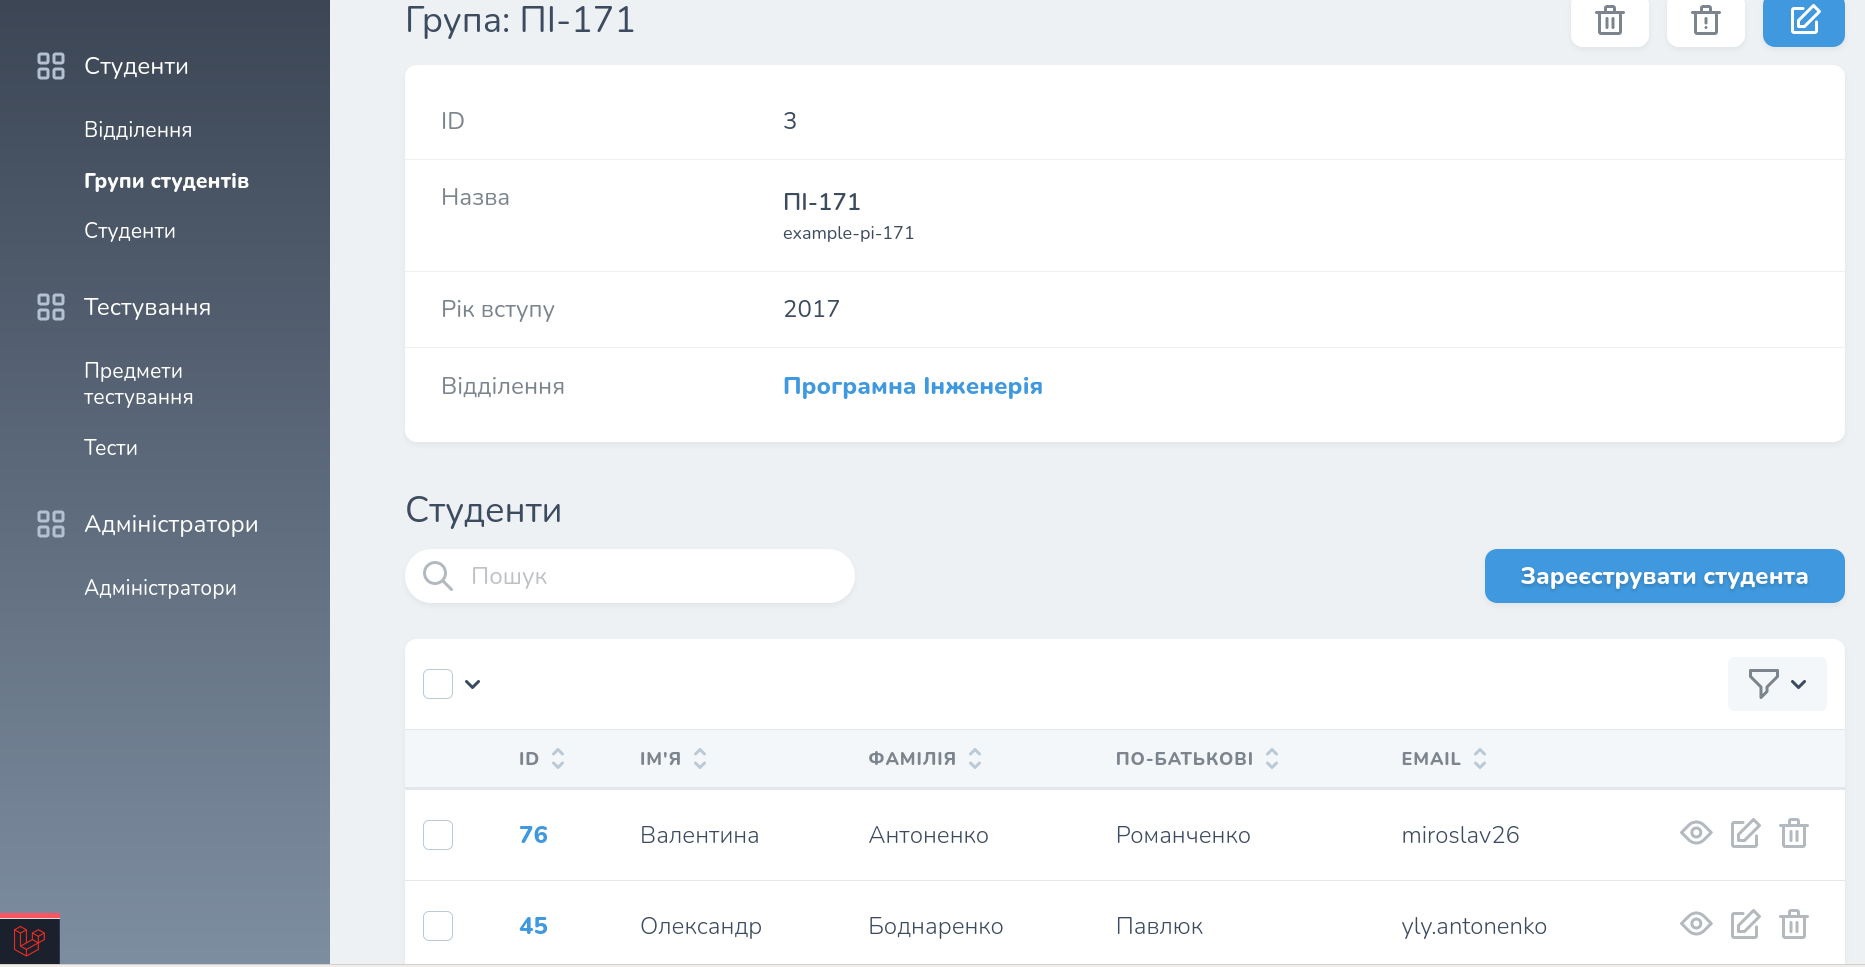 Група: ПІ-171
Студенти
Відділення
Групи студентів
Студенти
Тестування
Предмети
тестування
Тести
Адміністратори
Адміністратори
ID 3
Назва ПІ-171
example-pi-171
Рік вступу 2017
Відділення Програмна Інженерія
Студенти
Пошук
Зареєструвати студента
ID ІМ'Я ФАМІЛІЯ ПО-БАТЬКОВІ EMAIL
76 Валентина Антоненко Романченко miroslav26
45 Олександр Боднаренко Павлюк yly.antonenko